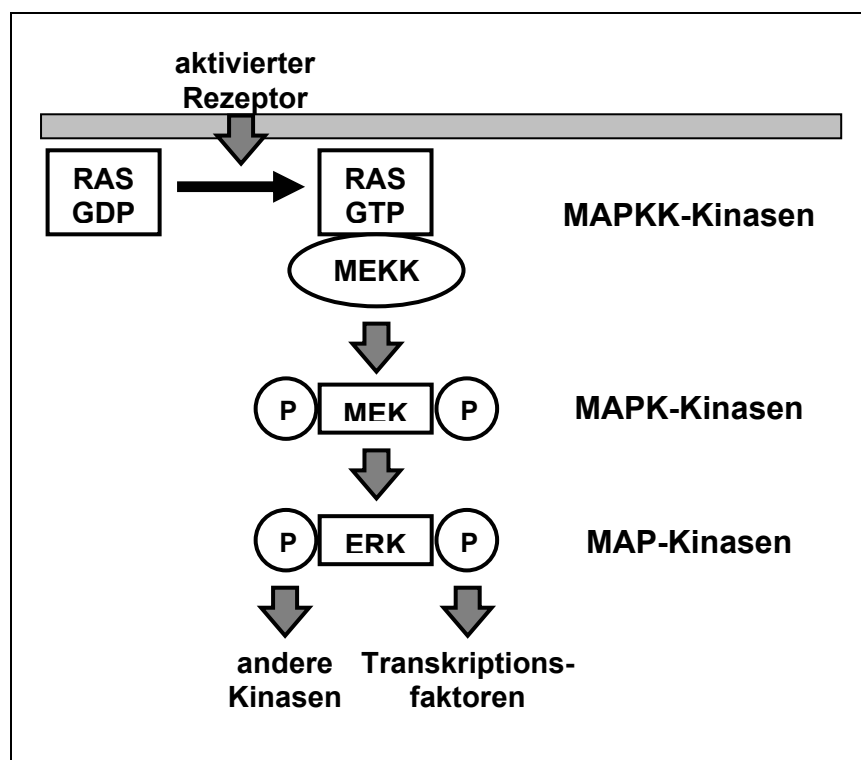 aktivierter
Rezeptor
RAS
GDP
RAS
GTP
MAPKK-Kinasen
MEKK
P
MEK
P
MAPK-Kinasen
P
ERK
P
MAP-Kinasen
andere
Kinasen
Transkriptions-
faktoren